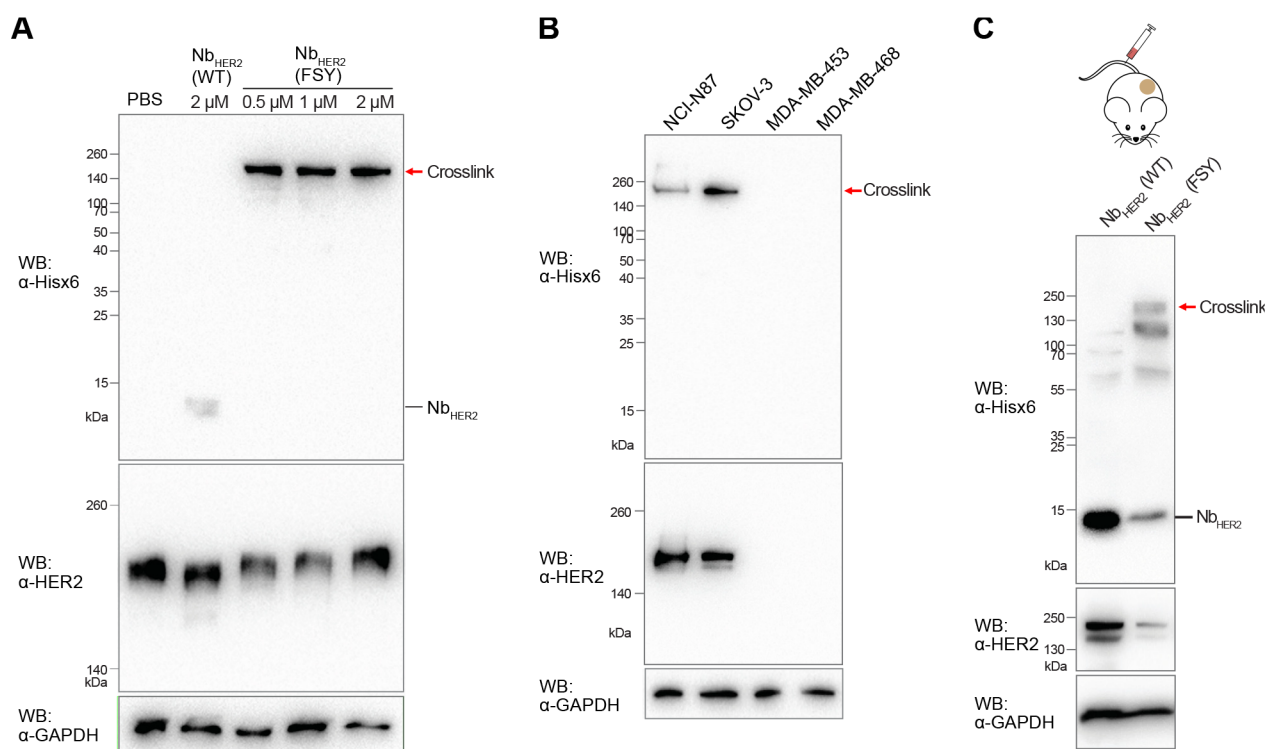 A
Nb HER2 (WT)
Nb HER2 (FSY)
PBS
2 µM
0.5 µM
1 µM
2 µM
260
140
100
70
50
40
35
25
15
kDa
WB:
α-Hisx6
Crosslink
Nb HER2
260
140
kDa
WB:
α-HER2
WB:
α-GAPDH
B
NCI-N87
SKOV-3
MDA-MB-453
MDA-MB-468
260
140
100
70
50
40
35
25
15
kDa
WB:
α-Hisx6
Crosslink
260
140
kDa
WB:
α-HER2
WB:
α-GAPDH
C
Nb HER2 (WT)
Nb HER2 (FSY)
250
130
100
70
55
35
25
15
kDa
WB:
α-Hisx6
Crosslink
Nb HER2
250
130
kDa
WB:
α-HER2
WB:
α-GAPDH